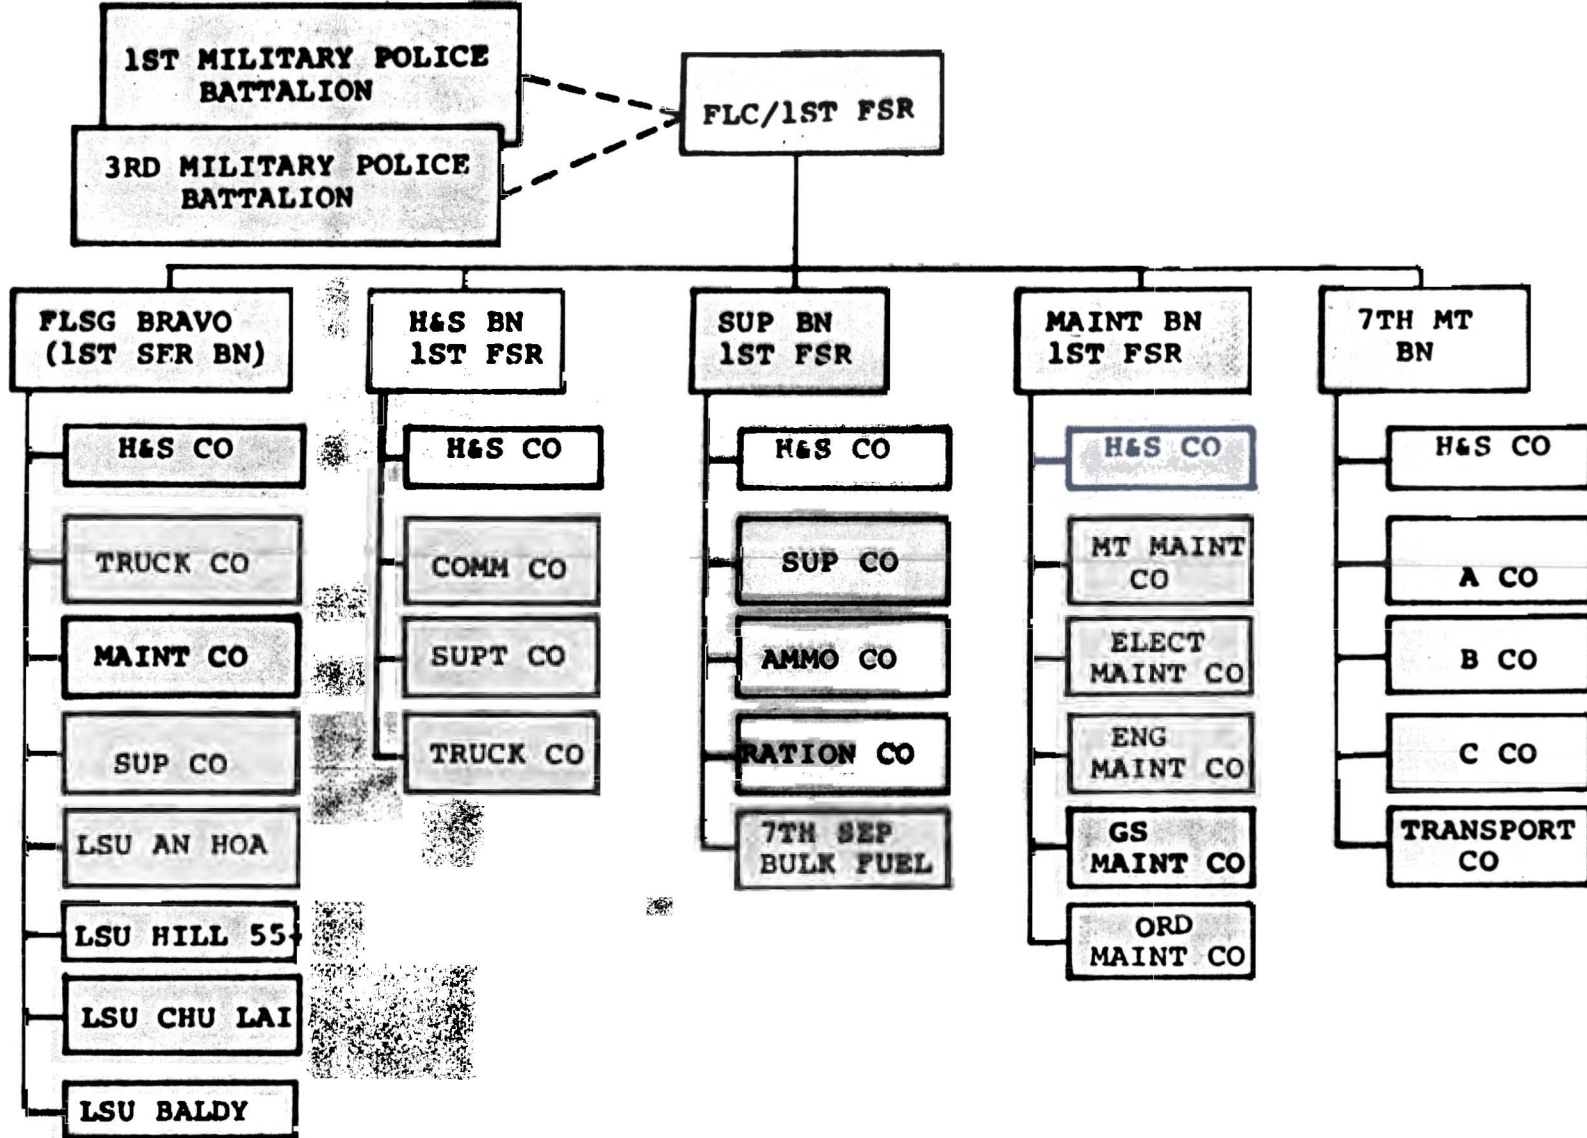 1ST MILITARY POLICE
BATTALION
3RD MILITARY POLICE
BATTALION
FLC/1ST FSR
FLSG BRAVO
(1ST SFR BN)
H&S CO
TRUCK CO
MAINT CO
SUP CO
LSU AN HOA
LSU HILL 55
LSU CHU LAI
LSU BALDY
H&S BN
1ST FSR
H&S CO
COMM CO
SUPT CO
TRUCK CO
SUP BN
1ST FSR
H&S CO
SUP CO
AMMO CO
RATION CO
7TH SEP
BULK FUEL
MAINT BN
1ST FSR
H&S CO
MT MAINT
CO
ELECT
MAINT CO
ENG
MAINT CO
GS
MAINT CO
ORD
MAINT CO
7TH MT
BN
H&S CO
A CO
B CO
C CO
TRANSPORT
CO